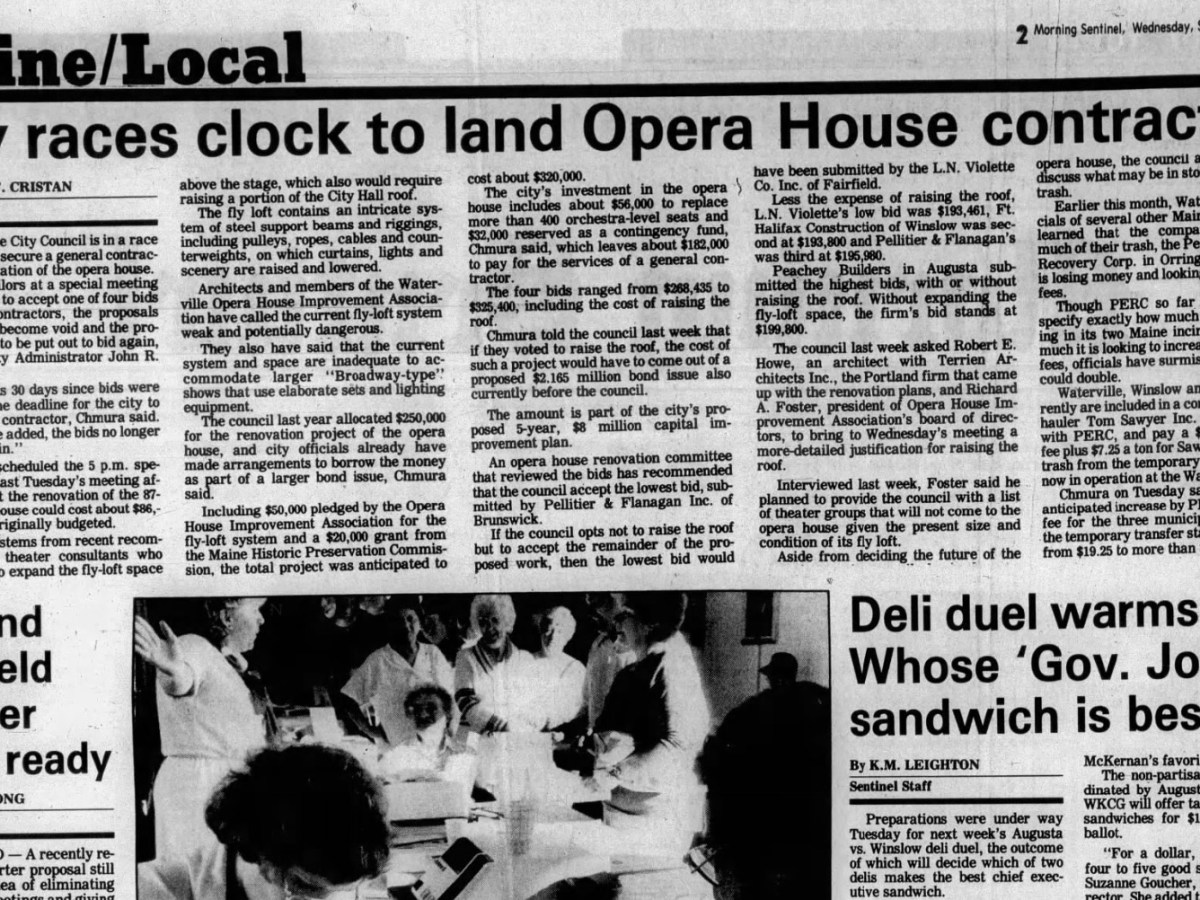 ine/Local
2 Morning Sentinel, Wednesday, S
y races clock to land Opera House contrac
. CRISTAN
e City Council is in a race
secure a general contrac-
ation of the opera house.
lors at a special meeting
to accept one of four bids
ontractors, the proposals
become void and the pro-
to be put out to bid again,
y Administrator John R.
s 30 days since bids were
e deadline for the city to
contractor, Chmura said.
e added, the bids no longer
in."
scheduled the 5 p.m. spe-
ast Tuesday's meeting af-
t the renovation of the 87-
ouse could cost about $86,-
riginally budgeted.
stems from recent recom-
theater consultants who
o expand the fly-loft space
above the stage, which also would require
raising a portion of the City Hall roof.
The fly loft contains an intricate sys-
tem of steel support beams and riggings,
including pulleys, ropes, cables and coun-
terweights, on which curtains, lights and
scenery are raised and lowered.
Architects and members of the Water-
ville Opera House Improvement Associa-
tion have called the current fly-loft system
weak and potentially dangerous.
They also have said that the current
system and space are inadequate to ac-
commodate larger "Broadway-type"
shows that use elaborate sets and lighting
equipment.
The council last year allocated $250,000
for the renovation project of the opera
house, and city officials already have
made arrangements to borrow the money
as part of a larger bond issue, Chmura
said.
Including $50,000 pledged by the Opera
House Improvement Association for the
fly-loft system and a $20,000 grant from
the Maine Historic Preservation Commis-
sion, the total project was anticipated to
cost about $320,000.
The city's investment in the opera
house includes about $56,000 to replace
more than 400 orchestra-level seats and
$32,000 reserved as a contingency fund,
Chmura said, which leaves about $182,000
to pay for the services of a general con-
tractor.
The four bids ranged from $268,435 to
$325,400, including the cost of raising the
roof.
Chmura told the council last week that
if they voted to raise the roof, the cost of
such a project would have to come out of a
proposed $2.165 million bond issue also
currently before the council.
The amount is part of the city's pro-
posed 5-year, $8 million capital im-
provement plan.
An opera house renovation committee
that reviewed the bids has recommended
that the council accept the lowest bid, sub-
mitted by Pellitier & Flanagan Inc. of
Brunswick.
If the council opts not to raise the roof
but to accept the remainder of the pro-
posed work, then the lowest bid would
have been submitted by the L.N. Violette
Co. Inc. of Fairfield.
Less the expense of raising the roof,
L.N. Violette's low bid was $193,461, Ft.
Halifax Construction of Winslow was sec-
ond at $193,800 and Pellitier & Flanagan's
was third at $195,980.
Peachey Builders in Augusta sub-
mitted the highest bids, with or without
raising the roof. Without expanding the
fly-loft space, the firm's bid stands at
$199,800.
The council last week asked Robert E.
Howe, an architect with Terrien Ar-
chitects Inc., the Portland firm that came
up with the renovation plans, and Richard
A. Foster, president of Opera House Im-
provement Association's board of direc-
tors, to bring to Wednesday's meeting a
more-detailed justification for raising the
roof.
Interviewed last week, Foster said he
planned to provide the council with a list
of theater groups that will not come to the
opera house given the present size and
condition of its fly loft.
Aside from deciding the future of the
opera house, the council a
discuss what may be in sto
trash.
Earlier this month, Wat
cials of several other Main
learned that the compa
much of their trash, the Pe
Recovery Corp. in Orring
is losing money and lookin
fees.
Though PERC so far
specify exactly how much
ing in its two Maine incin
much it is looking to increa
fees, officials have surmis
could double.
Waterville, Winslow an
rently are included in a con
hauler Tom Sawyer Inc.
with PERC, and pay a $
fee plus $7.25 a ton for Saw
trash from the temporary
now in operation at the Wa
Chmura on Tuesday sa
anticipated increase by PE
fee for the three municip
the temporary transfer sta
from $19.25 to more than
nd
eld
er
ready
ONG
D — A recently re-
rter proposal still
ea of eliminating
etings and giving
Deli duel warms
Whose 'Gov. Jo
sandwich is bes
By K.M. LEIGHTON
Sentinel Staff
Preparations were under way
Tuesday for next week's Augusta
vs. Winslow deli duel, the outcome
of which will decide which of two
delis makes the best chief exec-
utive sandwich.
McKernan's favori
The non-partisa
dinated by August
WKCG will offer ta
sandwiches for $1
ballot.
"For a dollar,
four to five good s
Suzanne Goucher,
rector. She added t